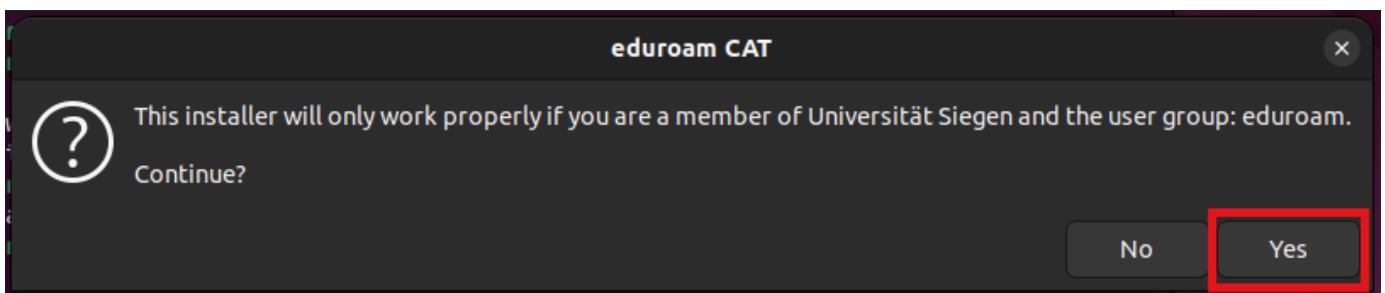 eduroam CAT
This installer will only work properly if you are a member of Universität Siegen and the user group: eduroam.
Continue?
No
Yes